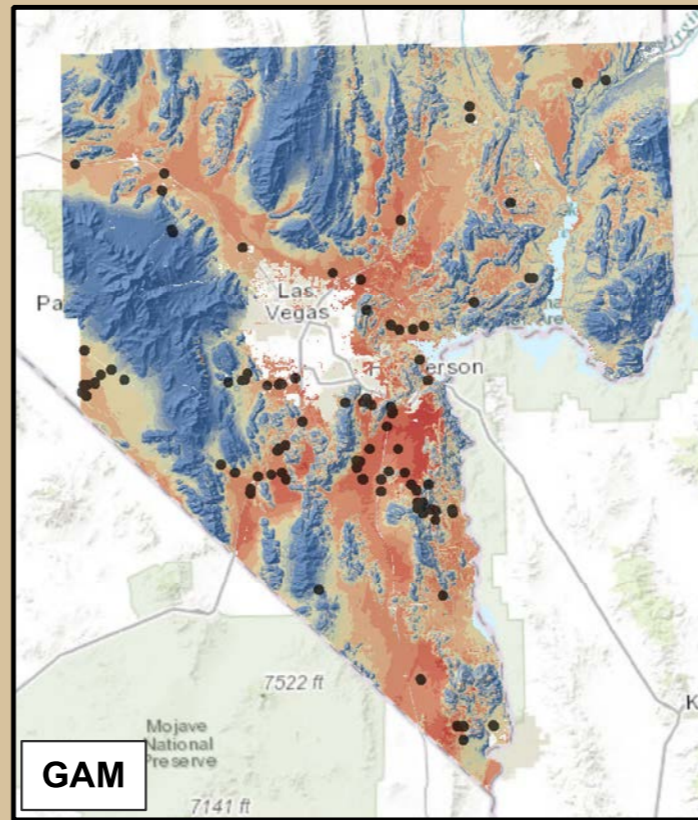 Las
Vegas
Pa
erson
7522 ft
Mojave
National
Preserve
7141 ft
K
GAM